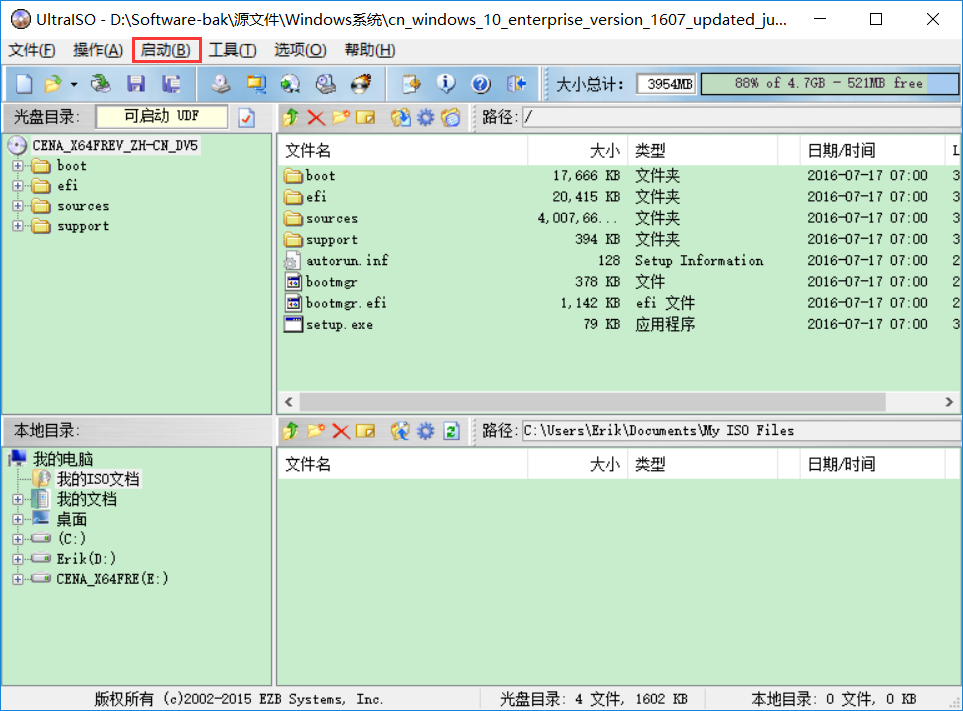 UltraISO - D:\Software-bak\源文件\Windows系统\cn_windows_10_enterprise_version_1607_updated_ju...
文件(F) 操作(A) 启动(B) 工具(T) 选项(O) 帮助(H)
大小总计: 3954MB 88% of 4.7GB - 521MB free
光盘目录: 可启动 UDF 路径: /
CENA_X64FREV_ZH-CN_DV5
boot
efi
sources
support
文件名 大小 类型 日期/时间 L
boot 17,666 KB 文件夹 2016-07-17 07:00 3
efi 20,415 KB 文件夹 2016-07-17 07:00 3
sources 4,007,66... 文件夹 2016-07-17 07:00 3
support 394 KB 文件夹 2016-07-17 07:00 3
autorun.inf 128 Setup Information 2016-07-17 07:00 2
bootmgr 378 KB 文件 2016-07-17 07:00 2
bootmgr.efi 1,142 KB efi 文件 2016-07-17 07:00 2
setup.exe 79 KB 应用程序 2016-07-17 07:00 3
本地目录: 路径: C:\Users\Erik\Documents\My ISO Files
我的电脑
我的ISO文档
我的文档
桌面
(C:)
Erik(D:)
CENA_X64FRE(E:)
文件名 大小 类型 日期/时间
版权所有 (c)2002-2015 EZB Systems, Inc. 光盘目录: 4 文件, 1602 KB 本地目录: 0 文件, 0 KB